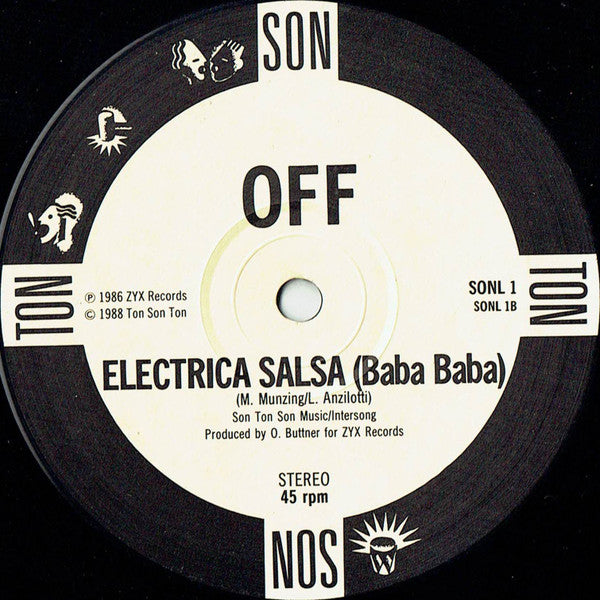 SON
OFF
TON
℗ 1986 ZYX Records
© 1988 Ton Son Ton
SONL 1
SONL 1B
TON
ELECTRICA SALSA (Baba Baba)
(M. Munzing/L. Anzilotti)
Son Ton Son Music/Intersong
Produced by O. Buttner for ZYX Records
STEREO
45 rpm
SON